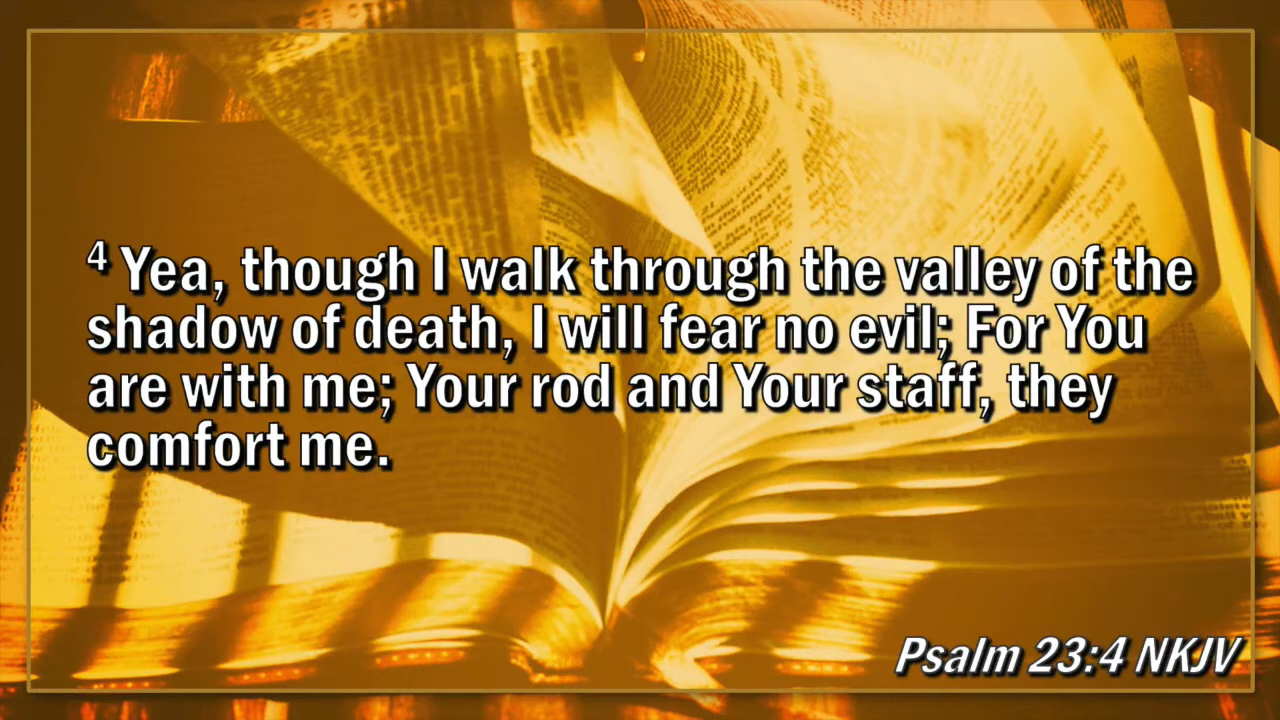 4 Yea, though I walk through the valley of the
shadow of death, I will fear no evil; For You
are with me; Your rod and Your staff, they
comfort me.
Psalm 23:4 NKJV